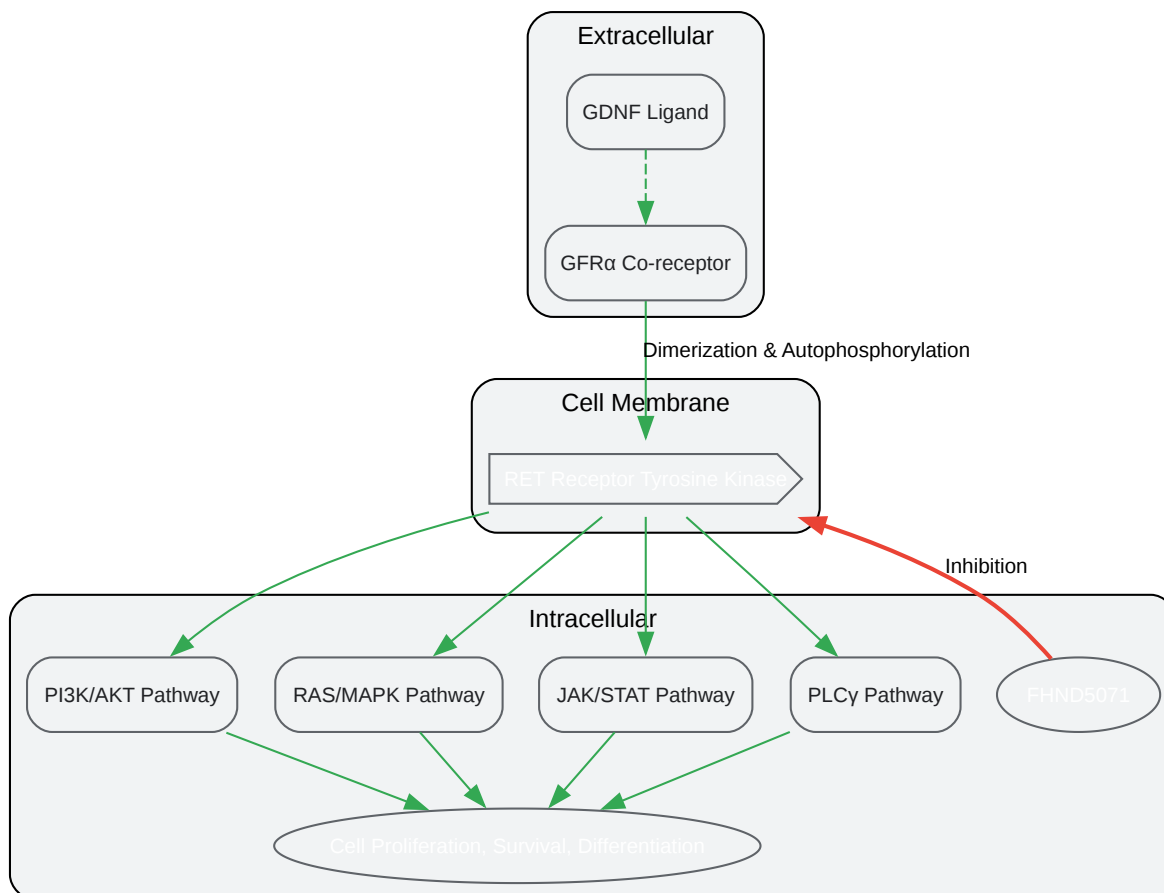 Extracellular
GDNF Ligand
GFRα Co-receptor
Dimerization & Autophosphorylation
Cell Membrane
RET Receptor Tyrosine Kinase
Inhibition
Intracellular
PI3K/AKT Pathway
RAS/MAPK Pathway
JAK/STAT Pathway
PLCγ Pathway
FHND5071
Cell Proliferation, Survival, Differentiation